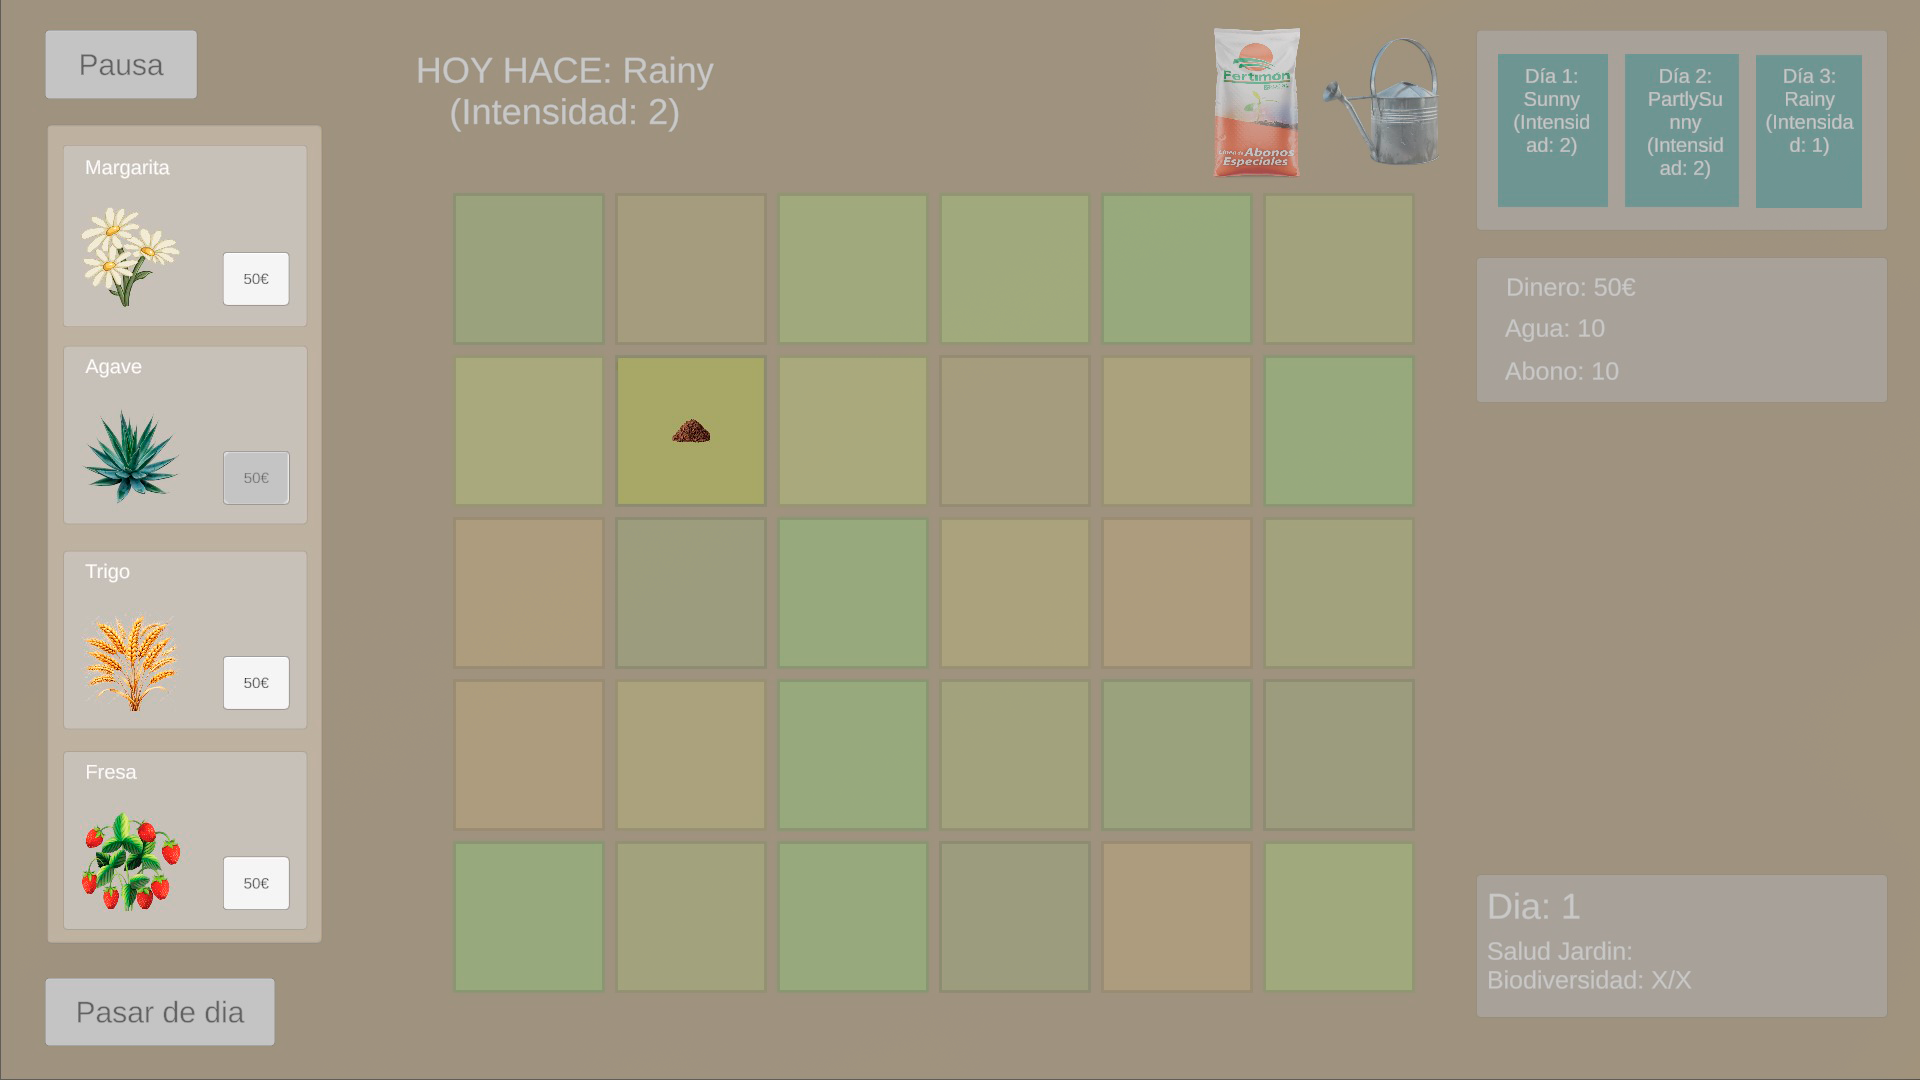 Pausa
HOY HACE: Rainy
(Intensidad: 2)
Margarita
50€
Agave
50€
Trigo
50€
Fresa
50€
Pasar de dia
Fertimon
Abonos
Especiales
Día 1:
Sunny
(Intensid
ad: 2)
Día 2:
PartlySu
nny
(Intensid
ad: 2)
Día 3:
Rainy
(Intensida
d: 1)
Dinero: 50€
Agua: 10
Abono: 10
Dia: 1
Salud Jardin:
Biodiversidad: X/X